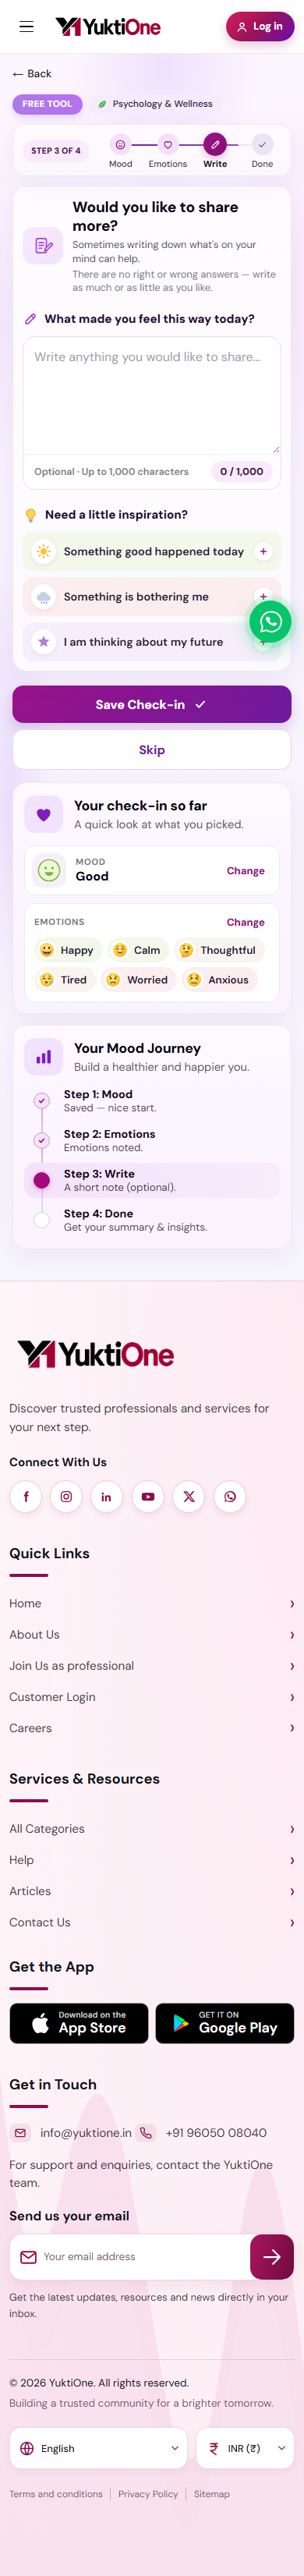 YuktiOne
Log in
← Back
FREE TOOL
Psychology & Wellness
STEP 3 OF 4
Mood
Emotions
Write
Done
Would you like to share
more?
Sometimes writing down what's on your
mind can help.
There are no right or wrong answers — write
as much or as little as you like.
What made you feel this way today?
Write anything you would like to share...
Optional · Up to 1,000 characters
0 / 1,000
Need a little inspiration?
Something good happened today
+
Something is bothering me
+
I am thinking about my future
Save Check-in
Skip
Your check-in so far
A quick look at what you picked.
MOOD
Good
Change
EMOTIONS
Change
Happy
Calm
Thoughtful
Tired
Worried
Anxious
Your Mood Journey
Build a healthier and happier you.
Step 1: Mood
Saved — nice start.
Step 2: Emotions
Emotions noted.
Step 3: Write
A short note (optional).
Step 4: Done
Get your summary & insights.
YuktiOne
Discover trusted professionals and services for
your next step.
Connect With Us
Quick Links
Home
About Us
Join Us as professional
Customer Login
Careers
Services & Resources
All Categories
Help
Articles
Contact Us
Get the App
Download on the
App Store
GET IT ON
Google Play
Get in Touch
info@yuktione.in
+91 96050 08040
For support and enquiries, contact the YuktiOne
team.
Send us your email
Your email address
Get the latest updates, resources and news directly in your
inbox.
© 2026 YuktiOne. All rights reserved.
Building a trusted community for a brighter tomorrow.
English
₹ INR (₹)
Terms and conditions
Privacy Policy
Sitemap